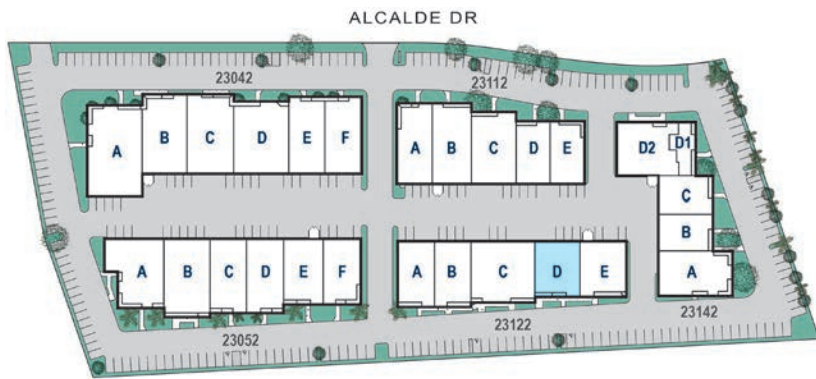 ALCALDE DR
23042
23112
A B C D E F
A B C D E
D2 D1
C
B
A
A B C D E F
A B C D E
23052
23122
23142